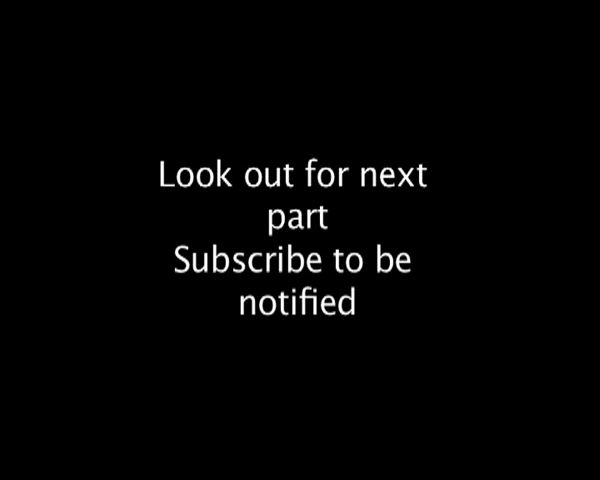 Look out for next
part
Subscribe to be
notified